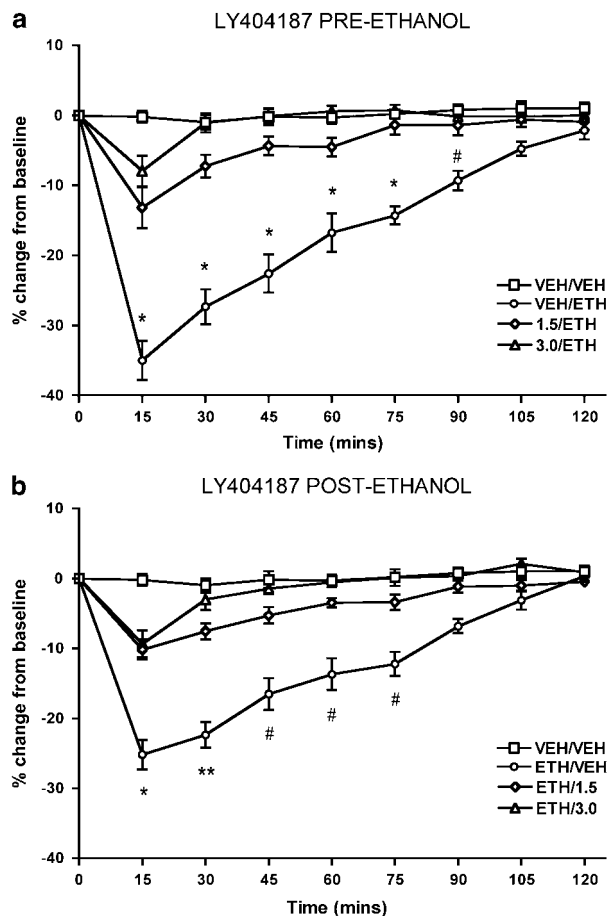 a
LY404187 PRE-ETHANOL
% change from baseline
10
0
-10
-20
-30
-40
*
*
*
*
*
#
VEH/VEH
VEH/ETH
1.5/ETH
3.0/ETH
0 15 30 45 60 75 90 105 120
Time (mins)
b
LY404187 POST-ETHANOL
% change from baseline
10
0
-10
-20
-30
-40
*
**
#
#
#
VEH/VEH
ETH/VEH
ETH/1.5
ETH/3.0
0 15 30 45 60 75 90 105 120
Time (mins)